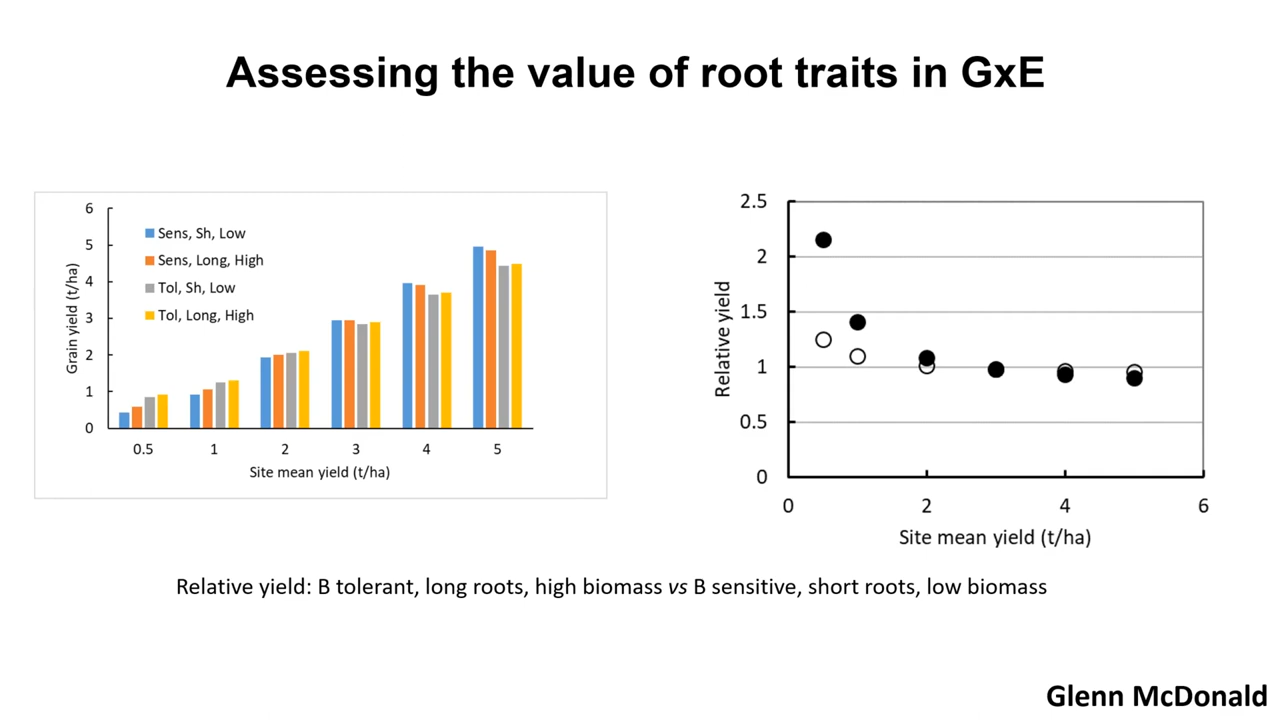 Assessing the value of root traits in GxE
6
5
4
3
2
1
0
Grain yield (t/ha)
Sens, Sh, Low
Sens, Long, High
Tol, Sh, Low
Tol, Long, High
0.5 1 2 3 4 5
Site mean yield (t/ha)
2.5
2
1.5
1
0.5
0
Relative yield
0 2 4 6
Site mean yield (t/ha)
Relative yield: B tolerant, long roots, high biomass vs B sensitive, short roots, low biomass
Glenn McDonald